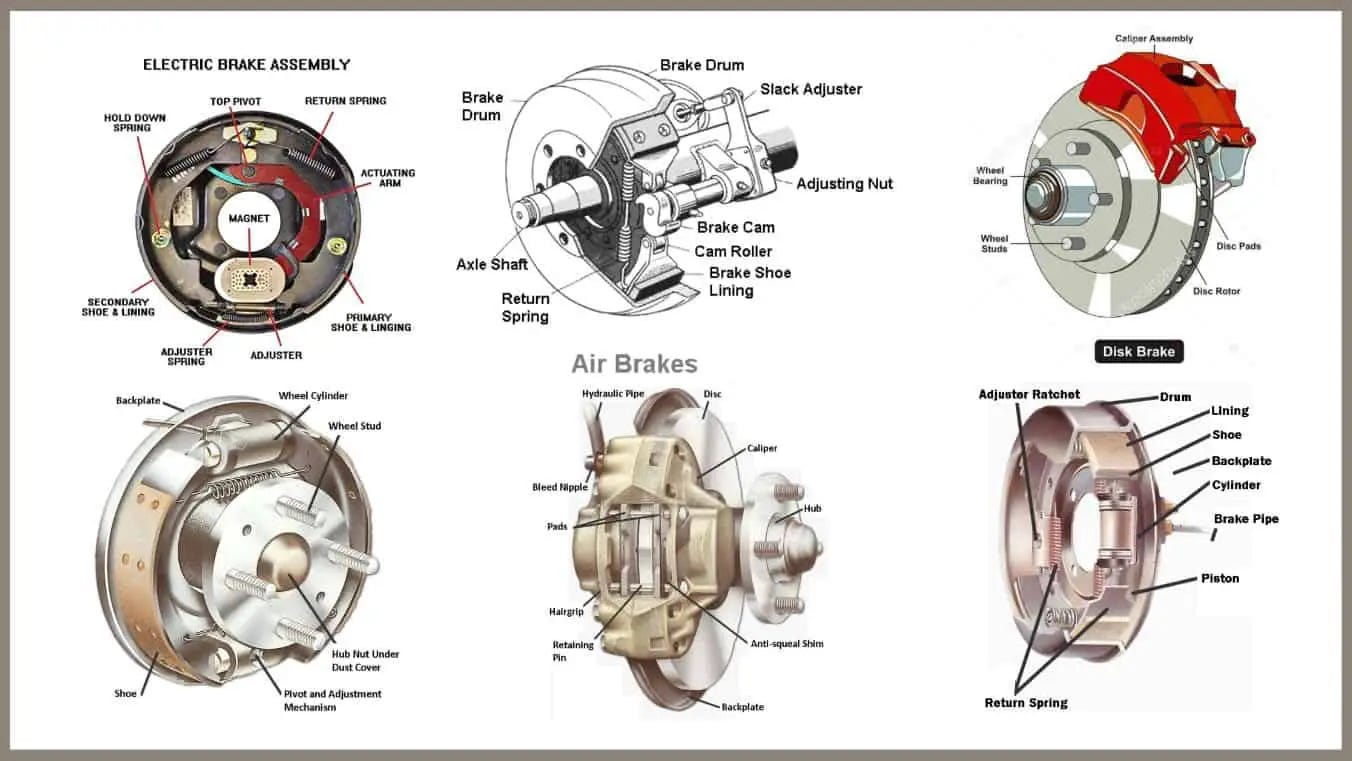 ELECTRIC BRAKE ASSEMBLY
TOP PIVOT
RETURN SPRING
HOLD DOWN
SPRING
ACTUATING
ARM
MAGNET
SECONDARY
SHOE & LINING
PRIMARY
SHOE & LINGING
ADJUSTER
SPRING
ADJUSTER
Brake Drum
Brake
Drum
Slack Adjuster
Adjusting Nut
Brake Cam
Cam Roller
Axle Shaft
Brake Shoe
Lining
Return
Spring
Air Brakes
Caliper Assembly
Wheel
Bearing
Wheel
Studs
Disc Pads
Disc Rotor
Disk Brake
Backplate
Wheel Cylinder
Wheel Stud
Hub Nut Under
Dust Cover
Shoe
Pivot and Adjustment
Mechanism
Hydraulic Pipe
Disc
Caliper
Bleed Nipple
Hub
Pads
Hairgrip
Retaining
Pin
Anti-squeal Shim
Backplate
Adjuster Ratchet
Drum
Lining
Shoe
Backplate
Cylinder
Brake Pipe
Piston
Return Spring